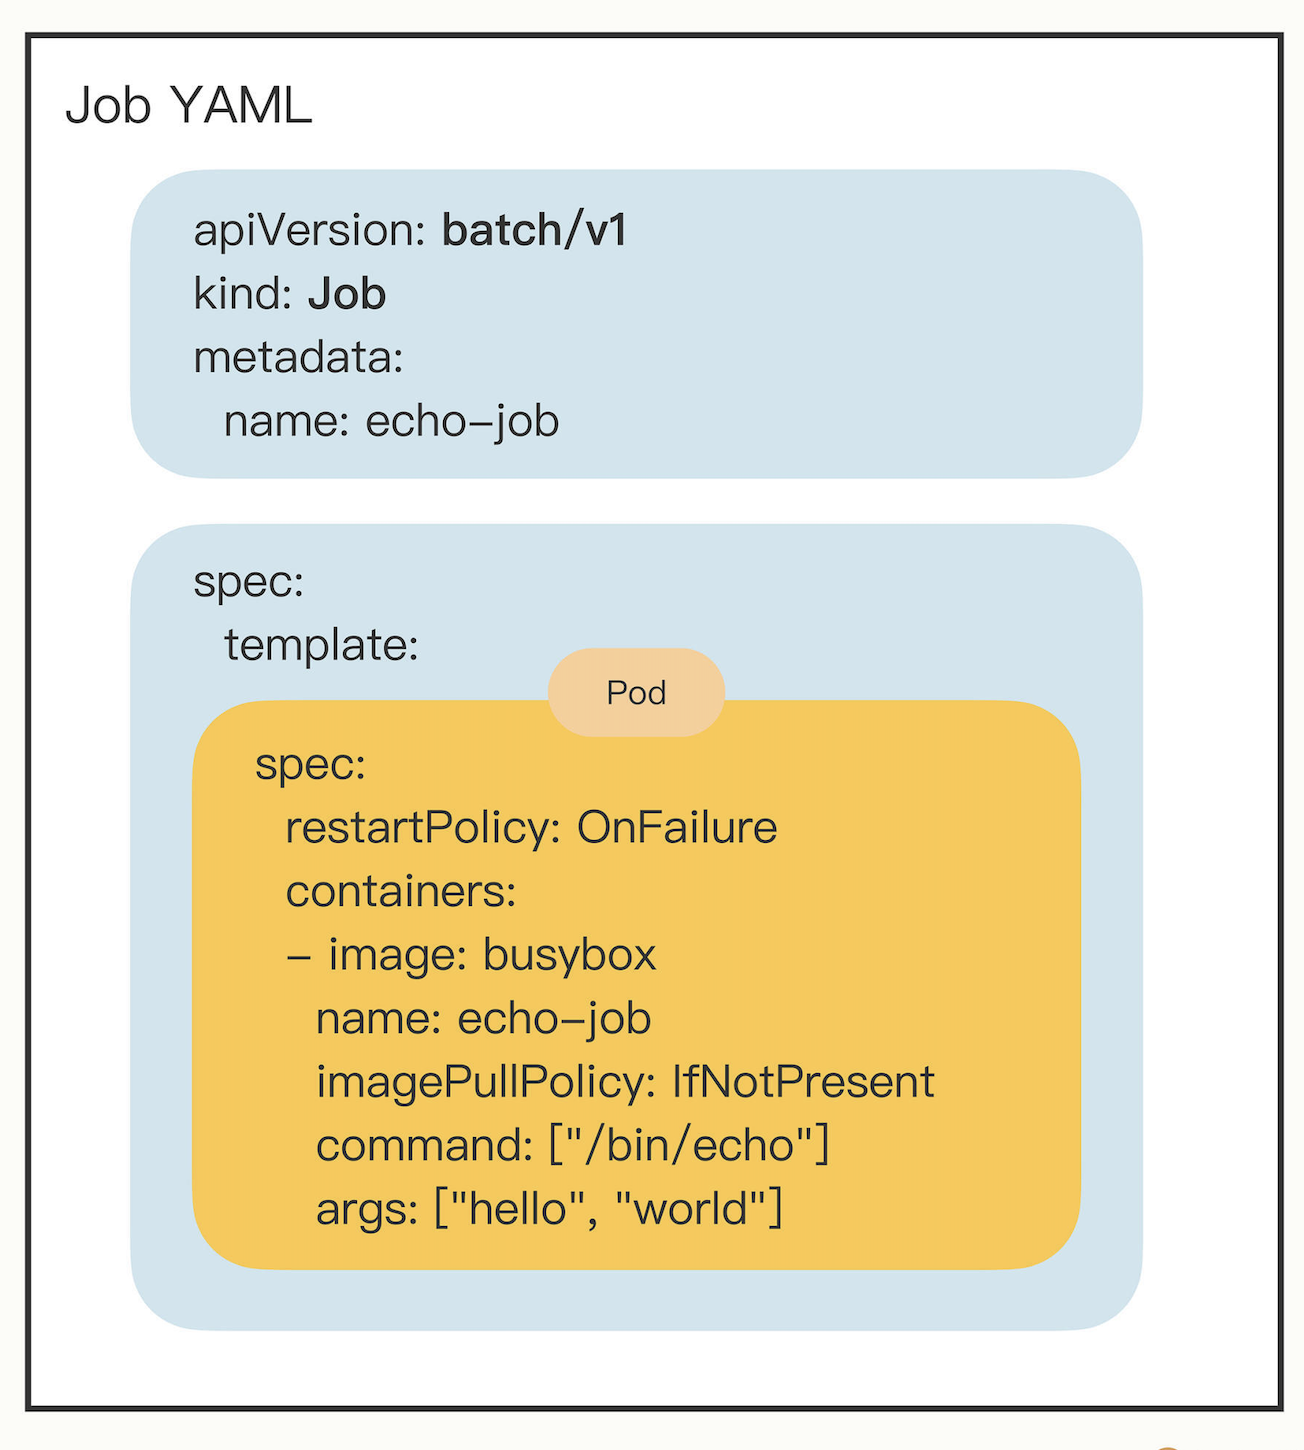 Job YAML
apiVersion: batch/v1
kind: Job
metadata:
name: echo-job
spec:
template:
Pod
spec:
restartPolicy: OnFailure
containers:
- image: busybox
name: echo-job
imagePullPolicy: IfNotPresent
command: ["/bin/echo"]
args: ["hello", "world"]